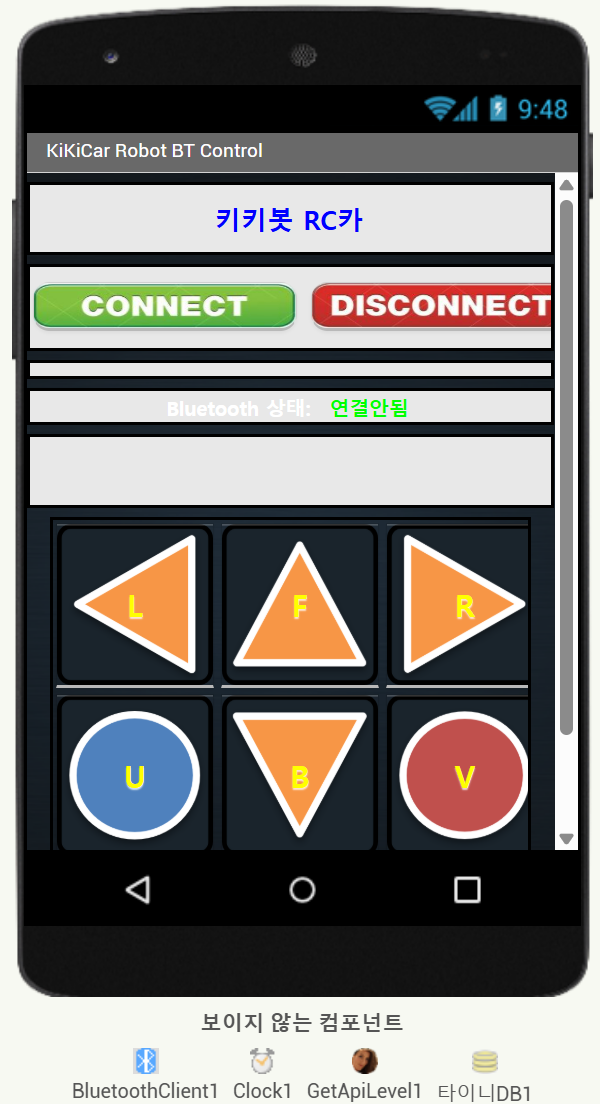 9:48
KiKiCar Robot BT Control
키키봇 RC카
CONNECT DISCONNECT
Bluetooth 상태: 연결안됨
L F R
U B V
보이지 않는 컴포넌트
BluetoothClient1 Clock1 GetApiLevel1 타이니DB1